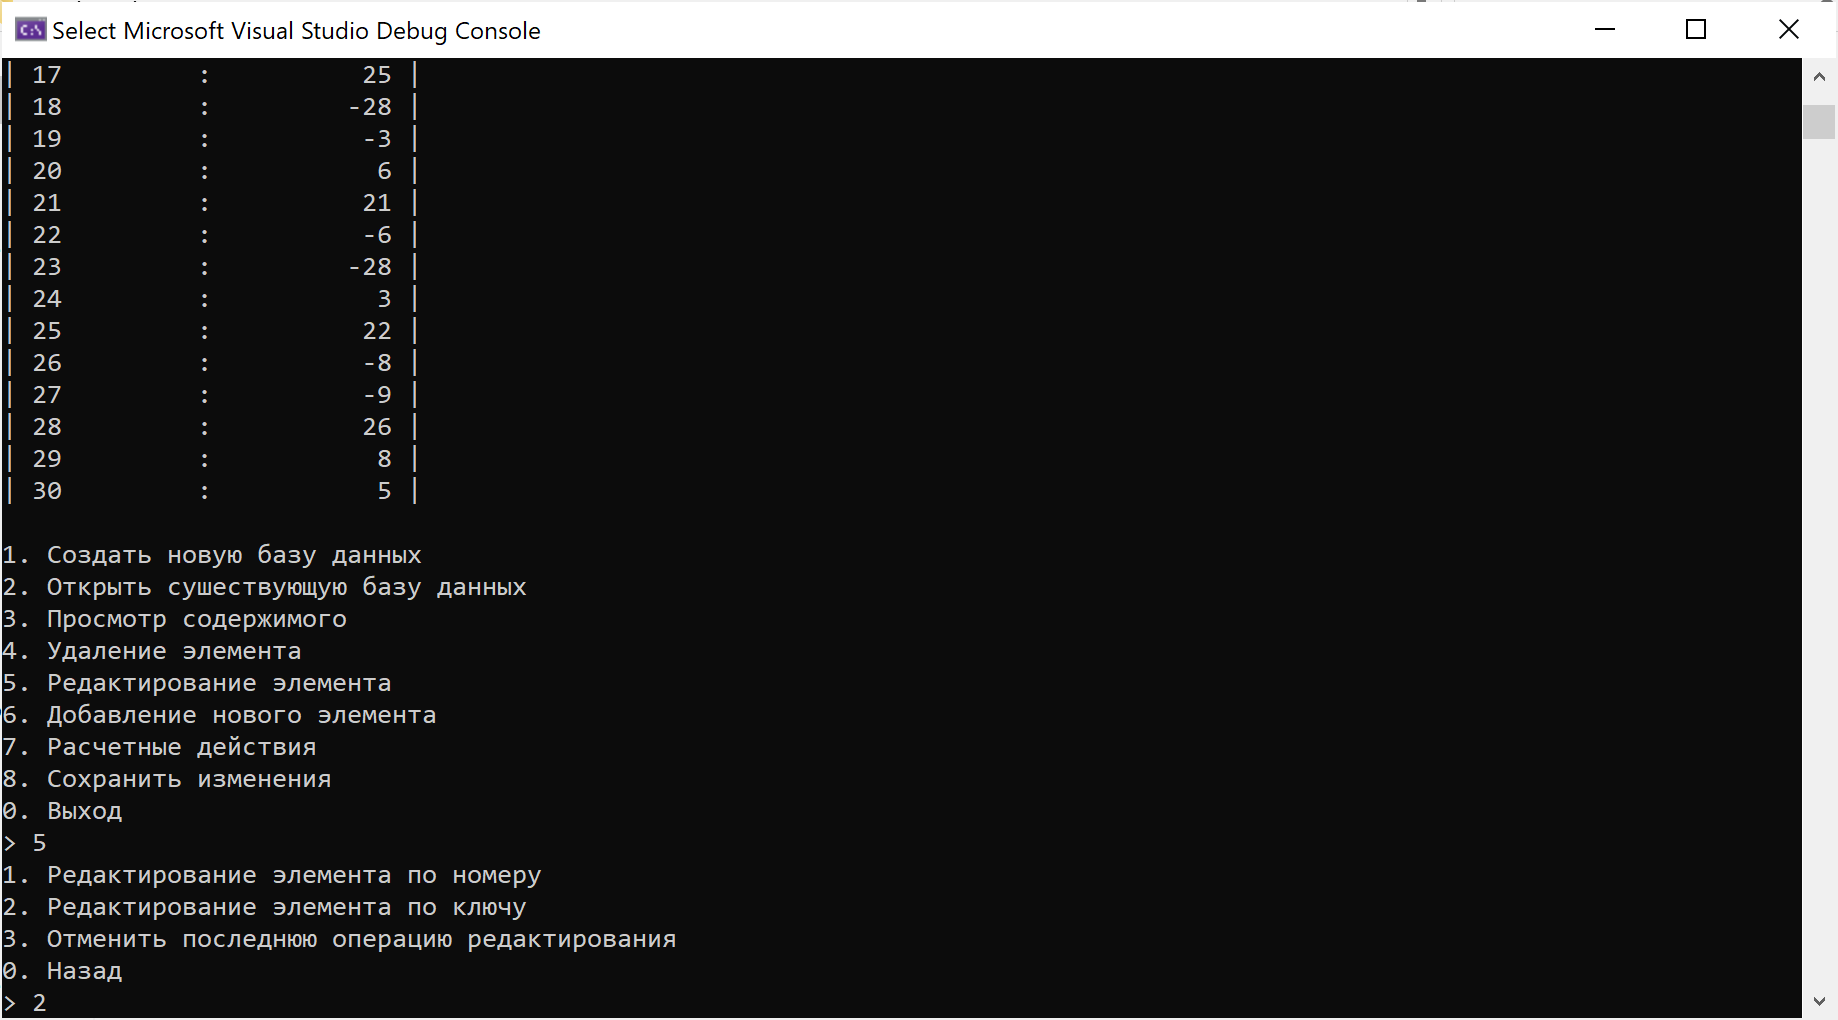 Select Microsoft Visual Studio Debug Console
| 17 : 25 |
| 18 : -28 |
| 19 : -3 |
| 20 : 6 |
| 21 : 21 |
| 22 : -6 |
| 23 : -28 |
| 24 : 3 |
| 25 : 22 |
| 26 : -8 |
| 27 : -9 |
| 28 : 26 |
| 29 : 8 |
| 30 : 5 |
1. Создать новую базу данных
2. Открыть сушествующую базу данных
3. Просмотр содержимого
4. Удаление элемента
5. Редактирование элемента
6. Добавление нового элемента
7. Расчетные действия
8. Сохранить изменения
0. Выход
> 5
1. Редактирование элемента по номеру
2. Редактирование элемента по ключу
3. Отменить последнюю операцию редактирования
0. Назад
> 2